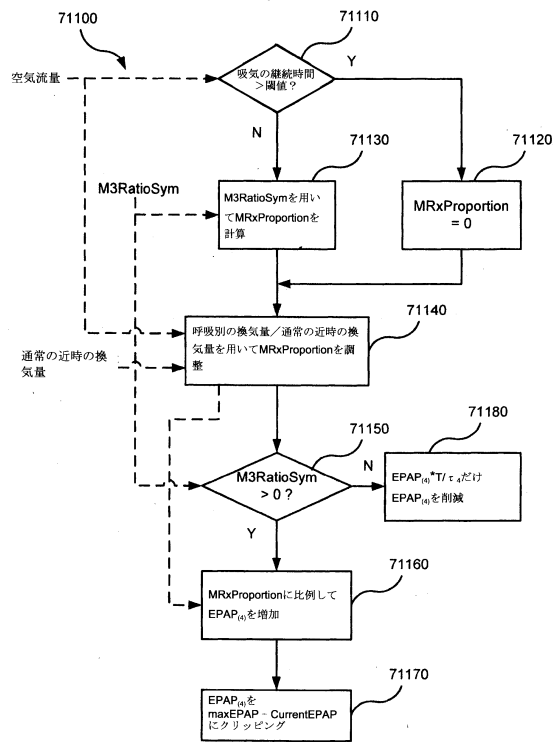 71100
71110
空気流量
吸気の継続時間
>閾値？
Y
N
71130
71120
M3RatioSym
M3RatioSymを用い
てMRxProportionを
計算
MRxProportion
= 0
71140
呼吸別の換気量／通常の近時の換
気量を用いてMRxProportionを調
整
通常の近時の換
気量
71150
71180
M3RatioSym
> 0 ?
N
EPAP(4)*T/τ4だけ
EPAP(4)を削減
Y
71160
MRxProportionに比例して
EPAP(4)を増加
71170
EPAP(4)を
maxEPAP - CurrentEPAP
にクリッピング